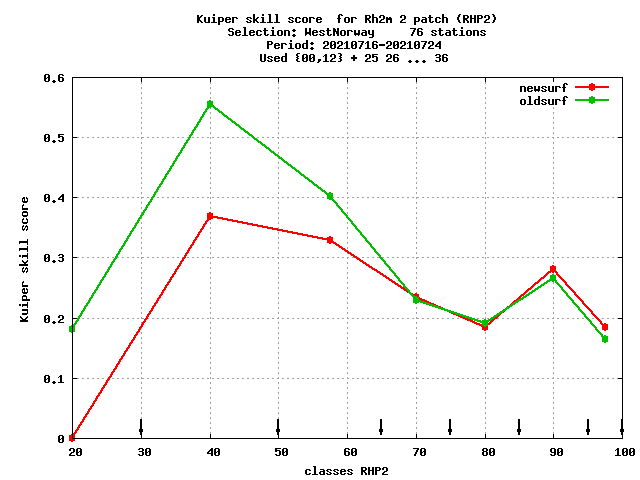 Kuiper skill score  for Rh2m 2 patch (RHP2)
Selection: WestNorway     76 stations
Period: 20210716-20210724
Used {00,12} + 25 26 ... 36
newsurf
oldsurf
Kuiper skill score
0.6
0.5
0.4
0.3
0.2
0.1
0
20 30 40 50 60 70 80 90 100
classes RHP2